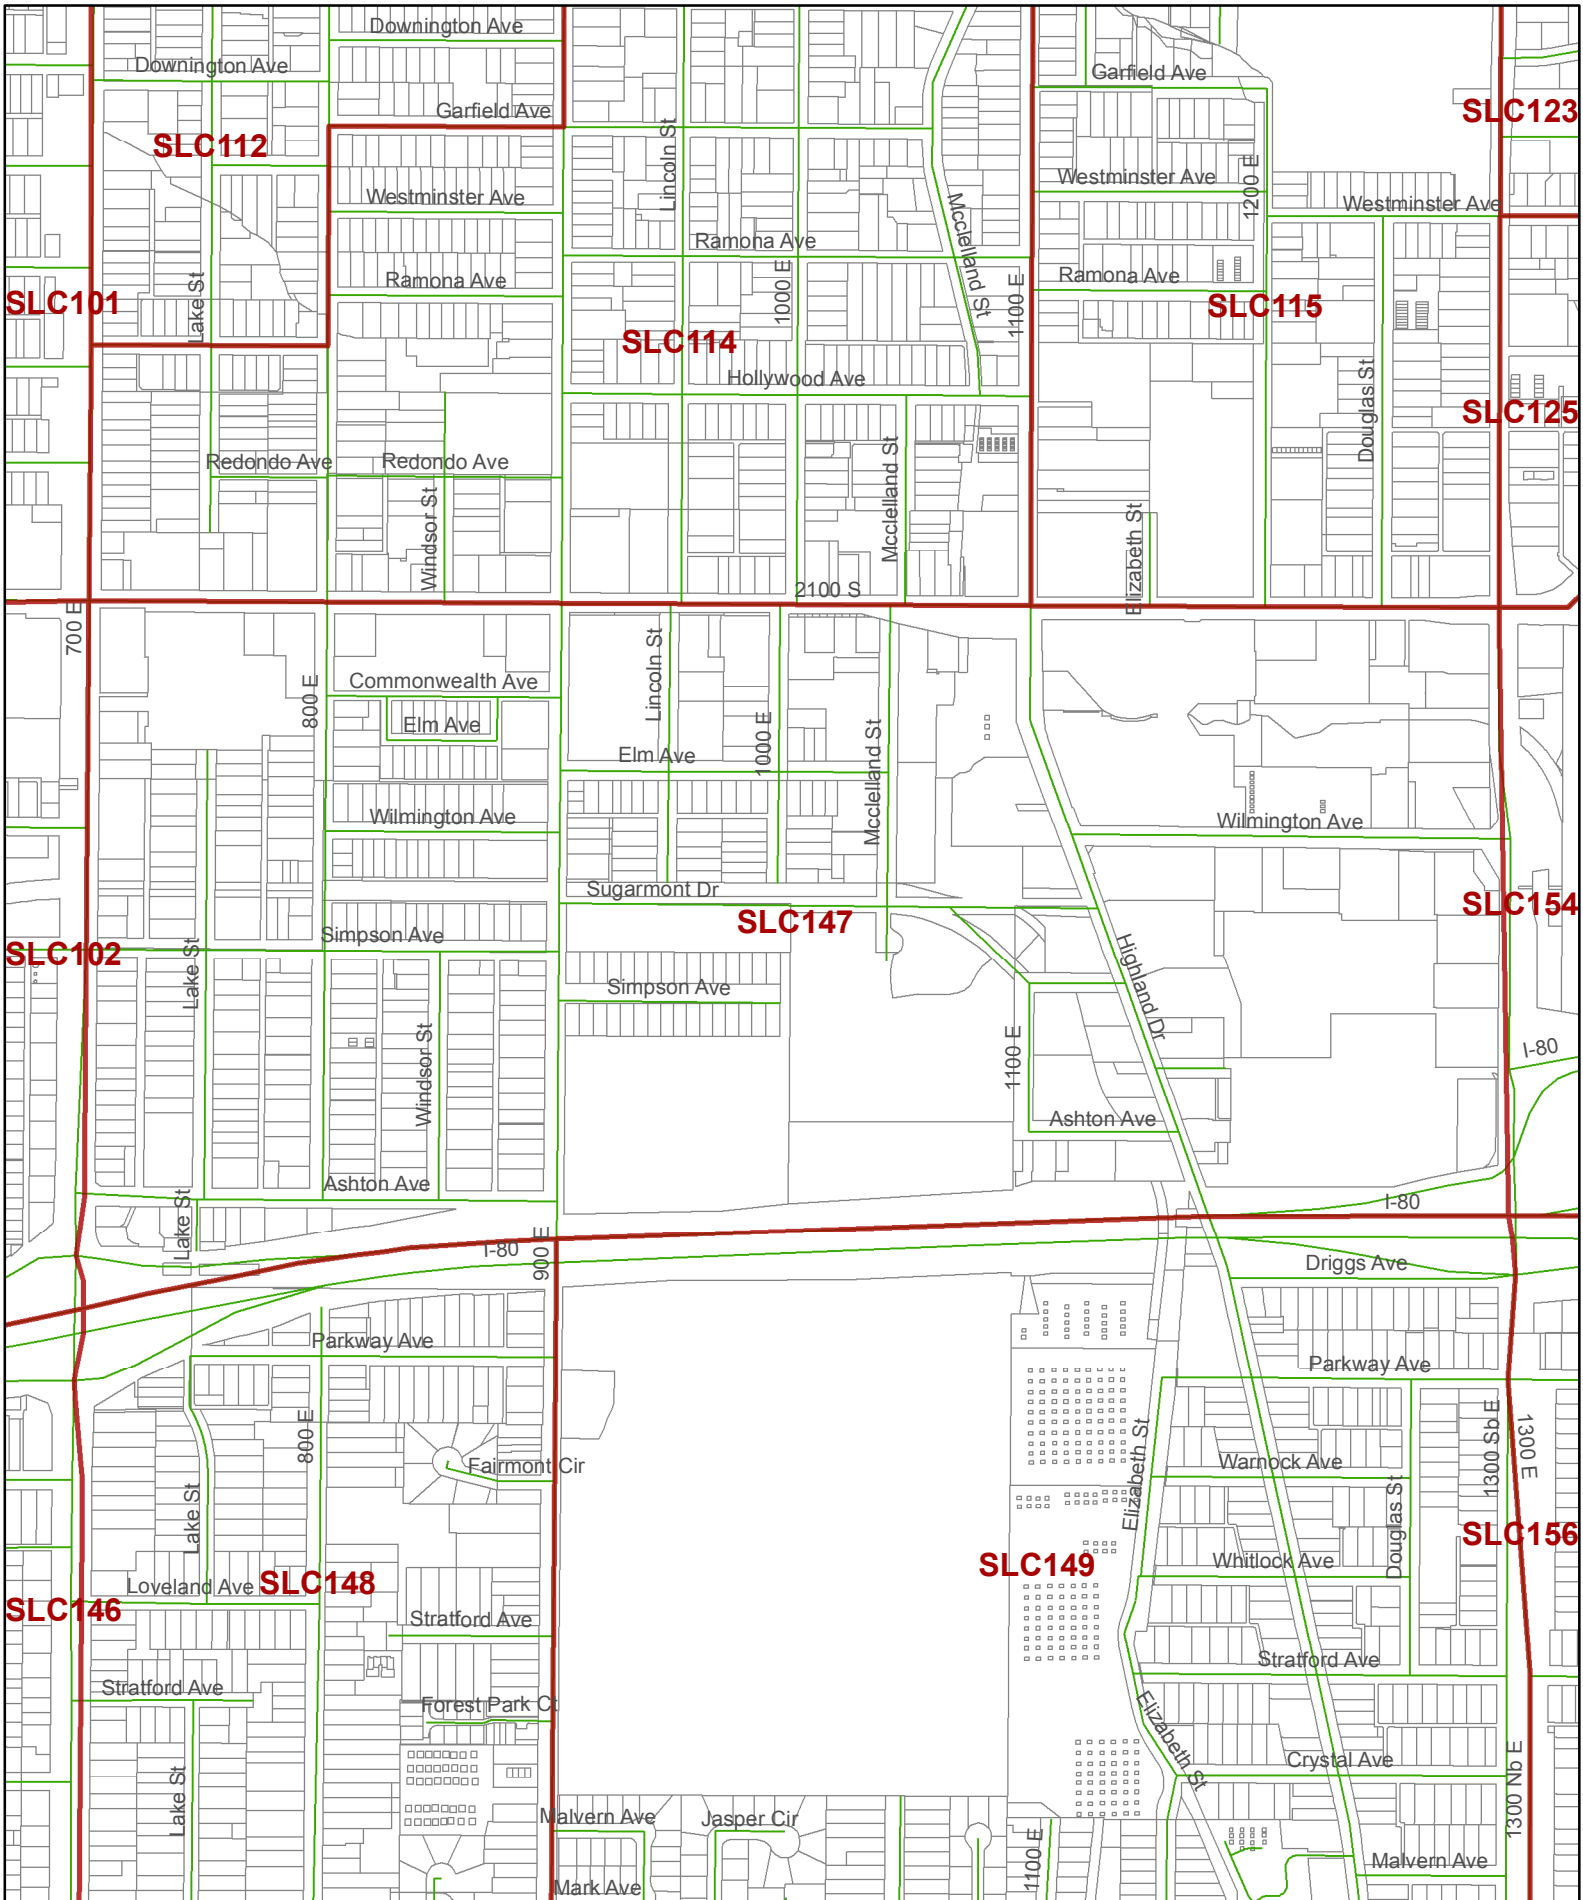 Downington Ave
Downington Ave
Garfield Ave
Garfield Ave
SLC123
SLC112
Lincoln St
Westminster Ave
Westminster Ave
1200 E
Westminster Ave
Mcclelland St
Ramona Ave
Ramona Ave
Ramona Ave
1000 E
1100 E
SLC101
Lake St
SLC115
SLC114
Hollywood Ave
Douglas St
SLC125
Redondo Ave
Redondo Ave
Windsor St
Mcclelland St
Elizabeth St
2100 S
700 E
Lincoln St
800 E
Commonwealth Ave
Elm Ave
Elm Ave
1000 E
Mcclelland St
Wilmington Ave
Wilmington Ave
Sugarmont Dr
SLC147
SLC154
Simpson Ave
SLC102
Lake St
Highland Dr
Simpson Ave
Windsor St
1100 E
I-80
Ashton Ave
Ashton Ave
Lake St
I-80
I-80
900 E
Driggs Ave
Parkway Ave
Parkway Ave
800 E
Fairmont Cir
Elizabeth St
Warnock Ave
1300 Sb E
1300 E
Lake St
Douglas St
SLC156
SLC149
Whitlock Ave
Loveland Ave
SLC148
SLC146
Stratford Ave
Stratford Ave
Stratford Ave
Forest Park Ct
Elizabeth St
Crystal Ave
1300 Nb E
Lake St
Malvern Ave
Jasper Cir
1100 E
Malvern Ave
Mark Ave